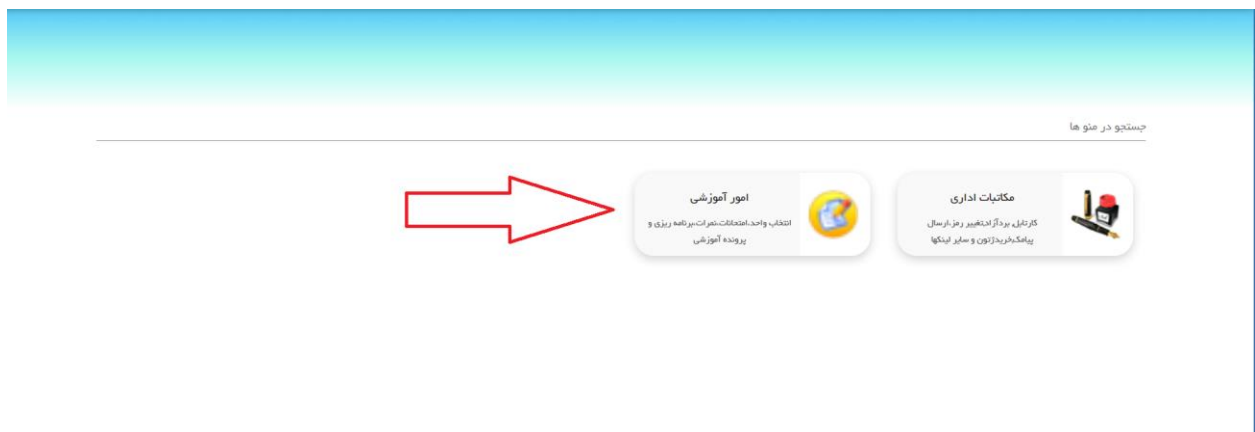 جستجو در منو ها
مکاتبات اداری
کارتابل، بردآزاد،تغییر رمز،ارسال
پیامک،خریدژتون و سایر لینکها
امور آموزشی
انتخاب واحد،امتحانات،نمرات،برنامه ریزی و
پرونده آموزشی